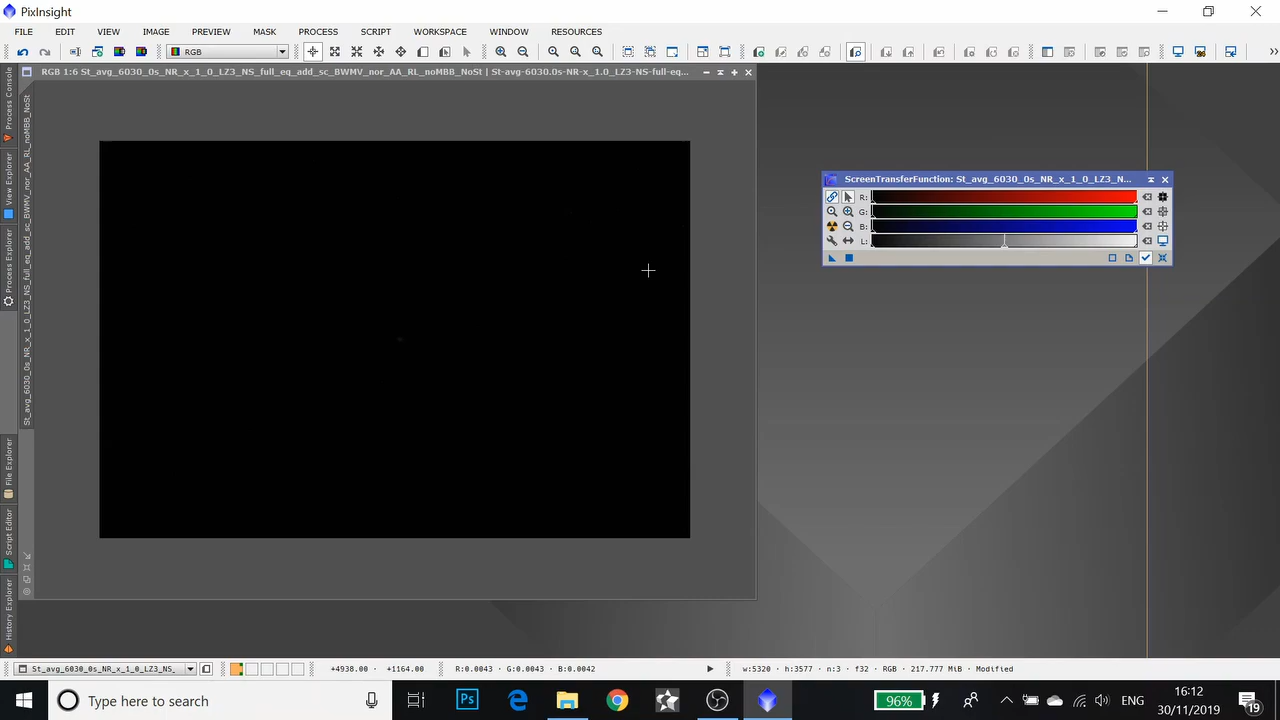 PixInsight
FILE EDIT VIEW IMAGE PREVIEW MASK PROCESS SCRIPT WORKSPACE WINDOW RESOURCES
RGB
RGB 1:6 St_avg_6030_0s_NR_x_1_0_LZ3_NS_full_eq_add_sc_BWMV_nor_AA_RL_noMBB_NoSt | St-avg-6030.0s-NR-x_1.0_LZ3-NS-full-eq...
Process Console
View Explorer
Process Explorer
File Explorer
Script Editor
History Explorer
St_avg_6030_0s_NR_x_1_0_LZ3_NS_full_eq_add_sc_BWMV_nor_AA_RL_noMBB_NoSt
ScreenTransferFunction: St_avg_6030_0s_NR_x_1_0_LZ3_N...
R:
G:
B:
L:
St_avg_6030_0s_NR_x_1_0_LZ3_NS_ +4938.00 +1164.00 R:0.0043 G:0.0043 B:0.0042 w:5320 h:3577 n:3 f32 RGB 217.777 MiB Modified
Type here to search
Ps
96%
ENG
16:12
30/11/2019
19